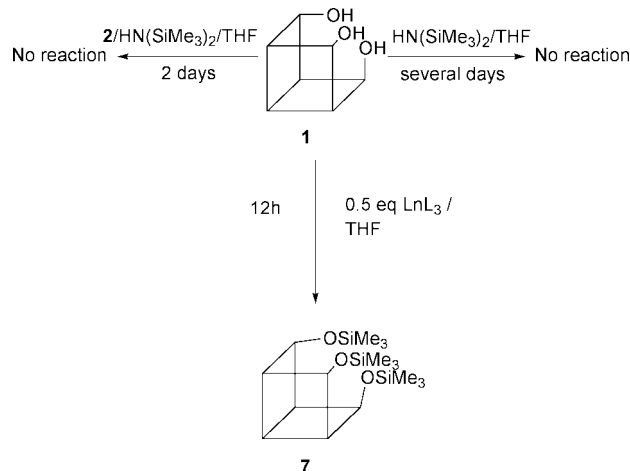 OH
2/HN(SiMe3)2/THF
OH
OH
HN(SiMe3)2/THF
No reaction
No reaction
2 days
several days
1
12h
0.5 eq LnL3 /
THF
OSiMe3
OSiMe3
OSiMe3
7